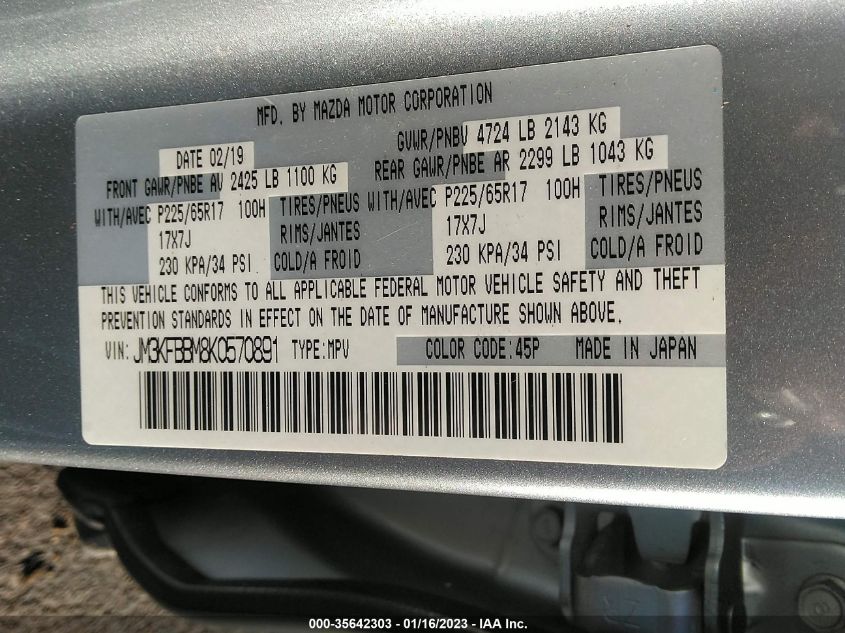 MFD. BY MAZDA MOTOR CORPORATION
DATE 02/19 GVWR/PNBV 4724 LB 2143 KG
FRONT GAWR/PNBE AV 2425 LB 1100 KG REAR GAWR/PNBE AR 2299 LB 1043 KG
WITH/AVEC P225/65R17 100H TIRES/PNEUS WITH/AVEC P225/65R17 100H TIRES/PNEUS
17X7J RIMS/JANTES 17X7J RIMS/JANTES
230 KPA/34 PSI COLD/A FROID 230 KPA/34 PSI COLD/A FROID
THIS VEHICLE CONFORMS TO ALL APPLICABLE FEDERAL MOTOR VEHICLE SAFETY AND THEFT
PREVENTION STANDARDS IN EFFECT ON THE DATE OF MANUFACTURE SHOWN ABOVE.
VIN: JM3KFBBM8K0570891 TYPE:MPV COLOR CODE:45P MADE IN JAPAN
000-35642303 - 01/16/2023 - IAA Inc.